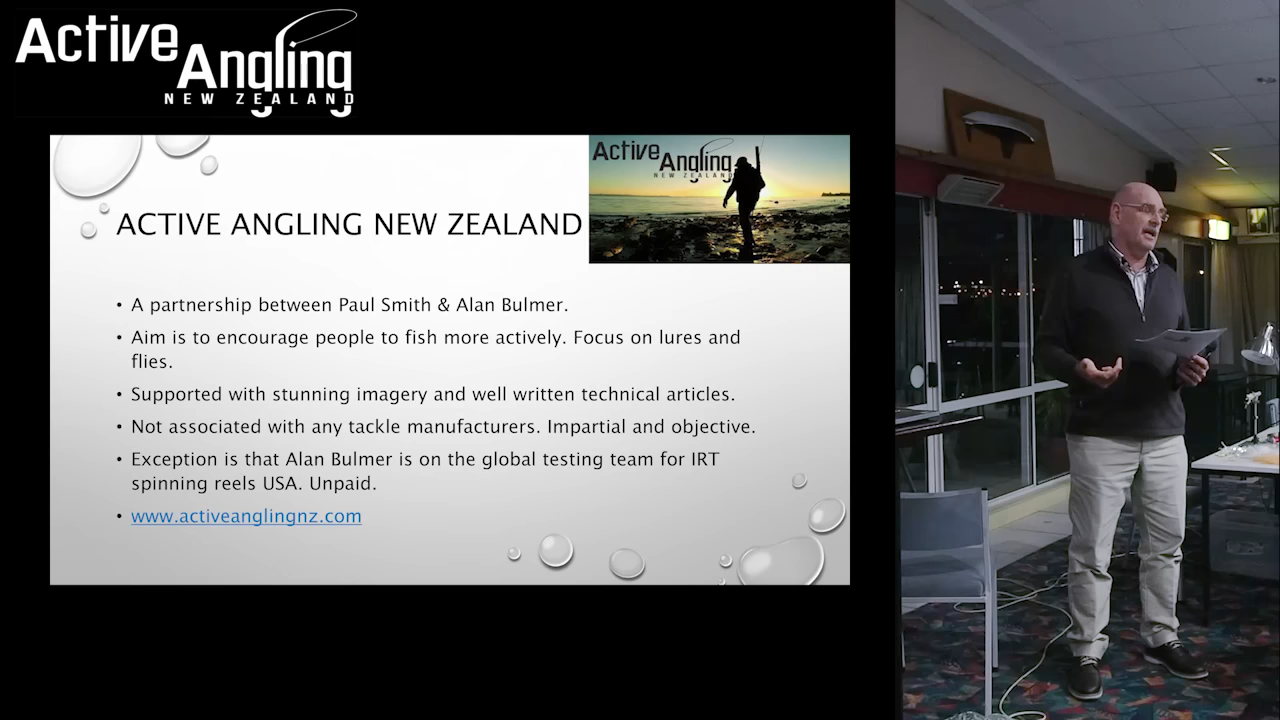 Active
Angling
NEW ZEALAND
Active Angling
NEW ZEALAND
ACTIVE ANGLING NEW ZEALAND
• A partnership between Paul Smith & Alan Bulmer.
• Aim is to encourage people to fish more actively. Focus on lures and
flies.
• Supported with stunning imagery and well written technical articles.
• Not associated with any tackle manufacturers. Impartial and objective.
• Exception is that Alan Bulmer is on the global testing team for IRT
spinning reels USA. Unpaid.
• www.activeanglingnz.com